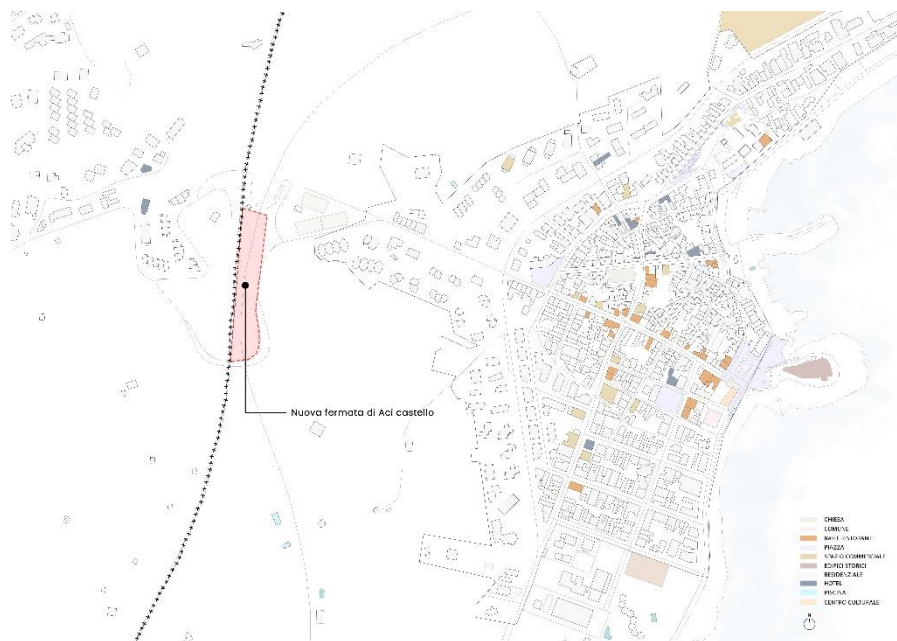 Nuova fermata di Aci castello
CHIESA
COMUNE
BAR E RISTORANTI
PIAZZA
SPAZIO COMMERCIALE
EDIFICI STORICI
RESIDENZIALE
HOTEL
PISCINA
CENTRO CULTURALE
N